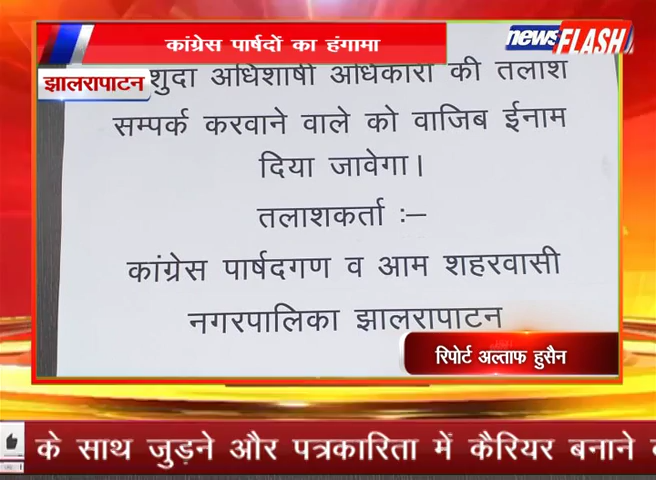 कांग्रेस पार्षदों का हंगामा
news FLASH
झालरापाटन
शुदा अधिशाषी अधिकारी की तलाश
सम्पर्क करवाने वाले को वाजिब ईनाम
दिया जावेगा।
तलाशकर्ता :–
कांग्रेस पार्षदगण व आम शहरवासी
नगरपालिका झालरापाटन
रिपोर्ट अल्ताफ हुसैन
के साथ जुड़ने और पत्रकारिता में कैरियर बनाने